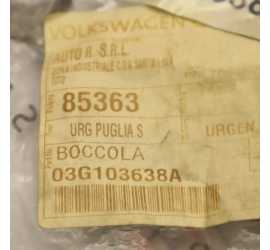 VOLKSWAGEN
AUTO R. S.R.L.
85363
URG PUGLIA S
URGEN
BOCCOLA
03G103638A